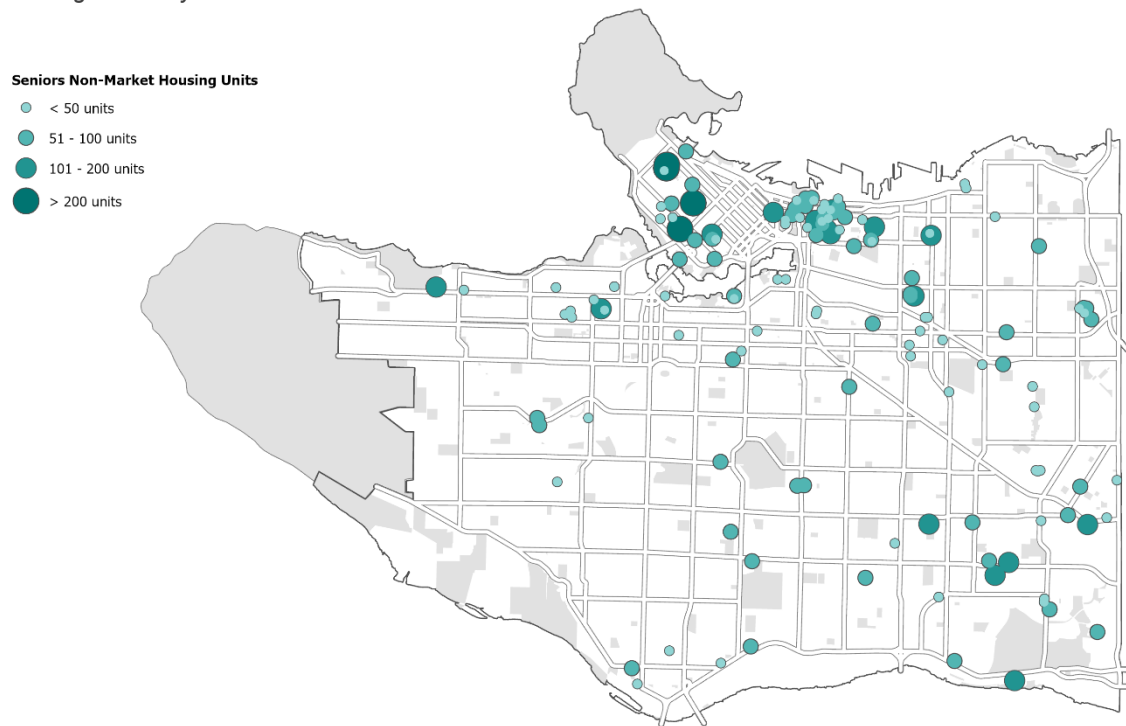 Seniors Non-Market Housing Units
< 50 units
51 - 100 units
101 - 200 units
> 200 units